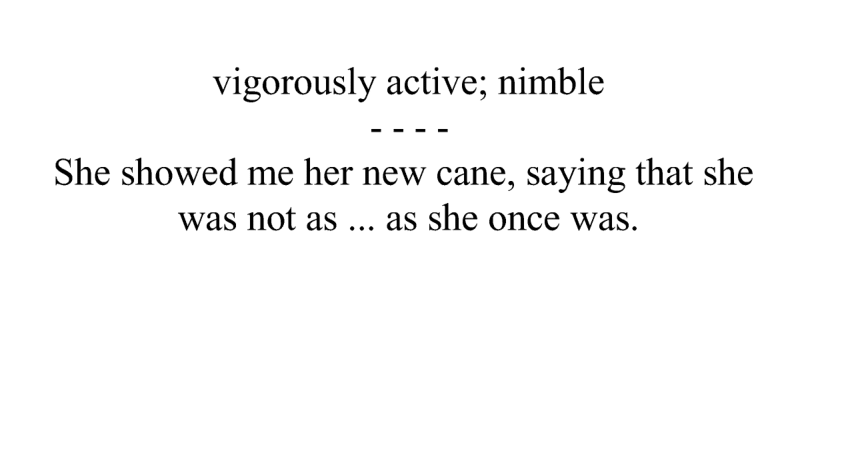 vigorously active; nimble
- - - -
She showed me her new cane, saying that she
was not as ... as she once was.